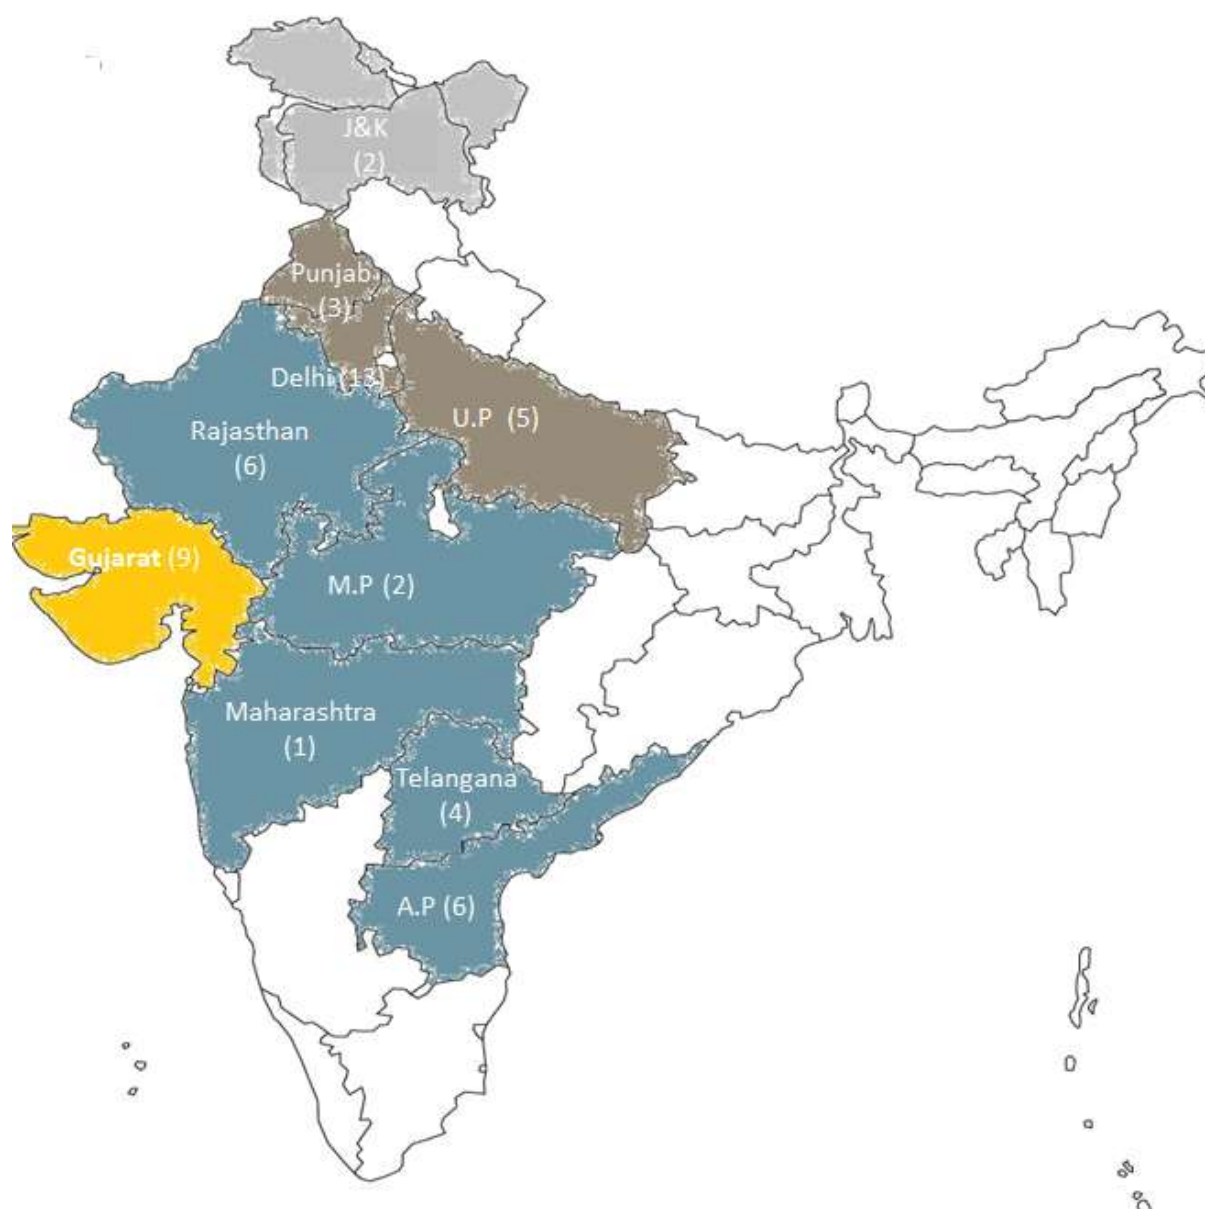 J&K
(2)
Punjab
(3)
Delhi (13)
U.P (5)
Rajasthan
(6)
Gujarat (9)
M.P (2)
Maharashtra
(1)
Telangana
(4)
A.P (6)